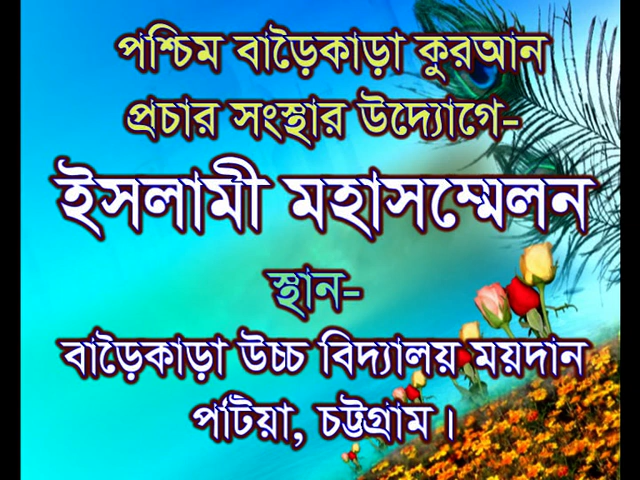 পশ্চিম বাড়ৈকাড়া কুরআন
প্রচার সংস্থার উদ্যোগে-
ইসলামী মহাসম্মেলন
স্থান-
বাড়ৈকাড়া উচ্চ বিদ্যালয় ময়দান
পটিয়া, চট্টগ্রাম।